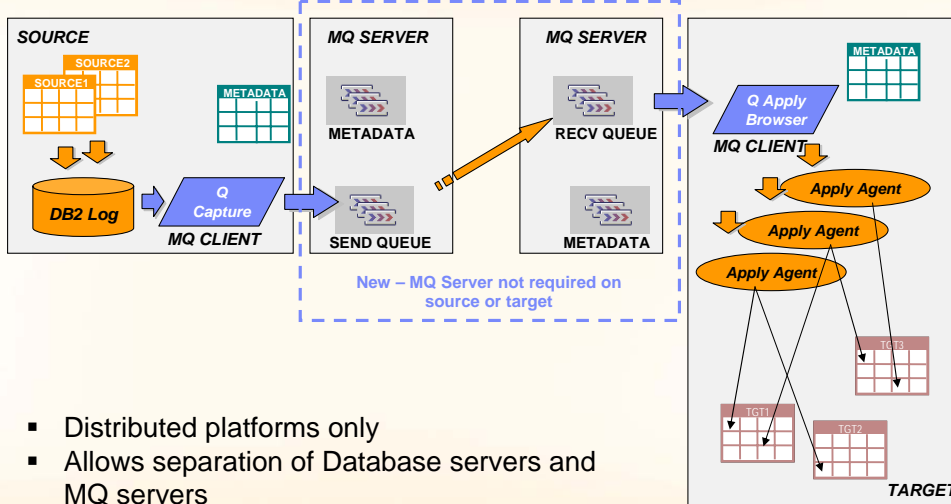 SOURCE
SOURCE2
SOURCE1
METADATA
DB2 Log
Q
Capture
MQ CLIENT
MQ SERVER
METADATA
SEND QUEUE
MQ SERVER
RECV QUEUE
METADATA
New – MQ Server not required on
source or target
METADATA
Q Apply
Browser
MQ CLIENT
Apply Agent
Apply Agent
Apply Agent
TGT3
TGT1
TGT2
TARGET
▪ Distributed platforms only
▪ Allows separation of Database servers and
MQ servers